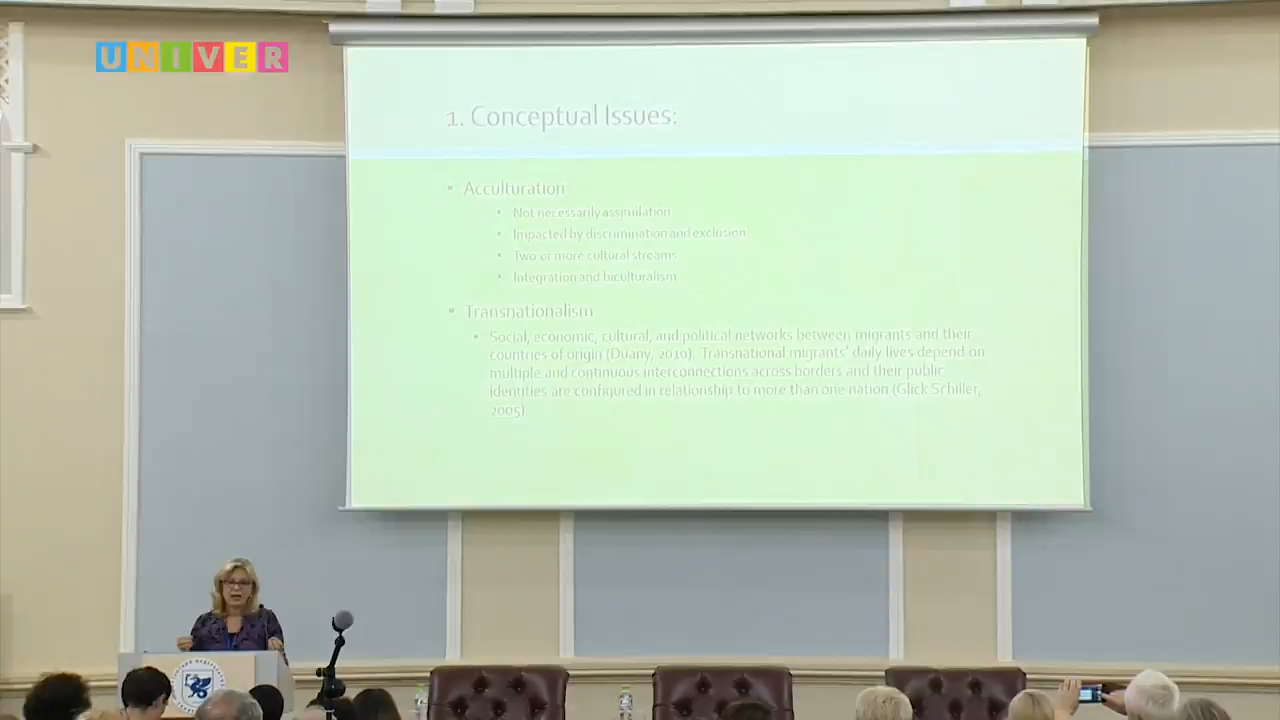 UNIVER
1. Conceptual Issues:
• Acculturation
• Not necessarily assimilation
• Impacted by discrimination and exclusion
• Two or more cultural streams
• Integration and biculturalism
• Transnationalism
• Social, economic, cultural, and political networks between migrants and their
countries of origin (Duany, 2010). Transnational migrants' daily lives depend on
multiple and continuous interconnections across borders and their public
identities are configured in relationship to more than one nation (Glick Schiller,
2005).